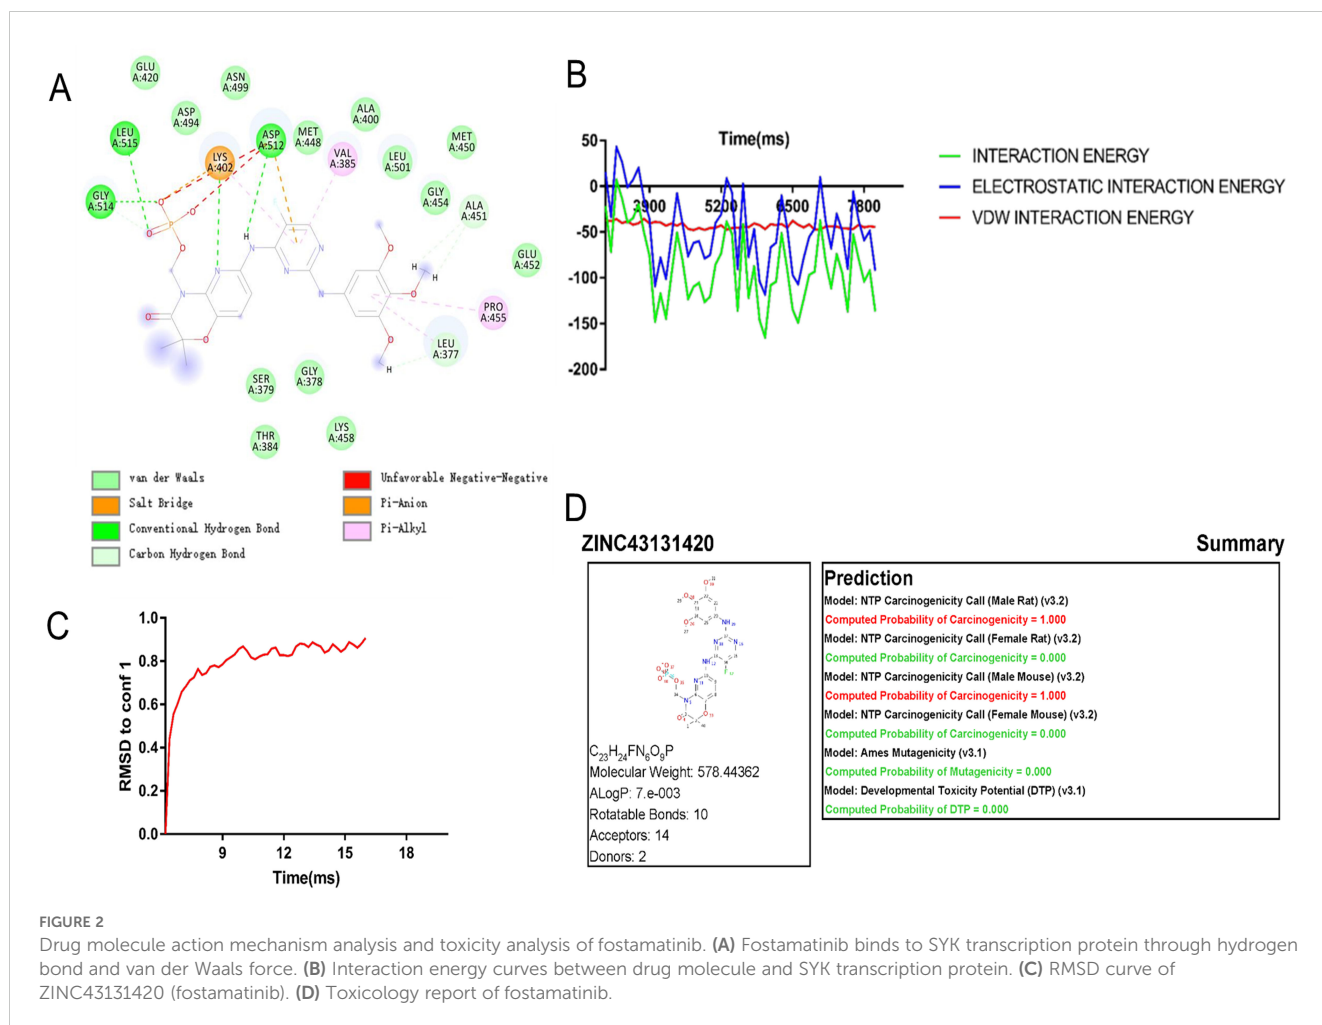 A
GLU
A:420
ASN
A:499
ASP
A:494
ALA
A:400
LEU
A:515
ASP
A:512
MET
A:448
MET
A:450
LYS
A:402
VAL
A:385
LEU
A:501
GLY
A:514
GLY
A:454
ALA
A:451
GLU
A:452
PRO
A:455
LEU
A:377
SER
A:379
GLY
A:378
THR
A:384
LYS
A:458
van der Waals
Salt Bridge
Conventional Hydrogen Bond
Carbon Hydrogen Bond
Unfavorable Negative-Negative
Pi-Anion
Pi-Alkyl
B
Time(ms)
50
0
-50
-100
-150
-200
3900 5200 6500 7800
INTERACTION ENERGY
ELECTROSTATIC INTERACTION ENERGY
VDW INTERACTION ENERGY
C
RMSD to conf 1
1.0
0.8
0.6
0.4
0.2
0.0
9 12 15 18
Time(ms)
D
ZINC43131420
Summary
C23H24FN6O9P
Molecular Weight: 578.44362
ALogP: 7.e-003
Rotatable Bonds: 10
Acceptors: 14
Donors: 2
Prediction
Model: NTP Carcinogenicity Call (Male Rat) (v3.2)
Computed Probability of Carcinogenicity = 1.000
Model: NTP Carcinogenicity Call (Female Rat) (v3.2)
Computed Probability of Carcinogenicity = 0.000
Model: NTP Carcinogenicity Call (Male Mouse) (v3.2)
Computed Probability of Carcinogenicity = 1.000
Model: NTP Carcinogenicity Call (Female Mouse) (v3.2)
Computed Probability of Carcinogenicity = 0.000
Model: Ames Mutagenicity (v3.1)
Computed Probability of Mutagenicity = 0.000
Model: Developmental Toxicity Potential (DTP) (v3.1)
Computed Probability of DTP = 0.000
FIGURE 2
Drug molecule action mechanism analysis and toxicity analysis of fostamatinib. (A) Fostamatinib binds to SYK transcription protein through hydrogen
bond and van der Waals force. (B) Interaction energy curves between drug molecule and SYK transcription protein. (C) RMSD curve of
ZINC43131420 (fostamatinib). (D) Toxicology report of fostamatinib.